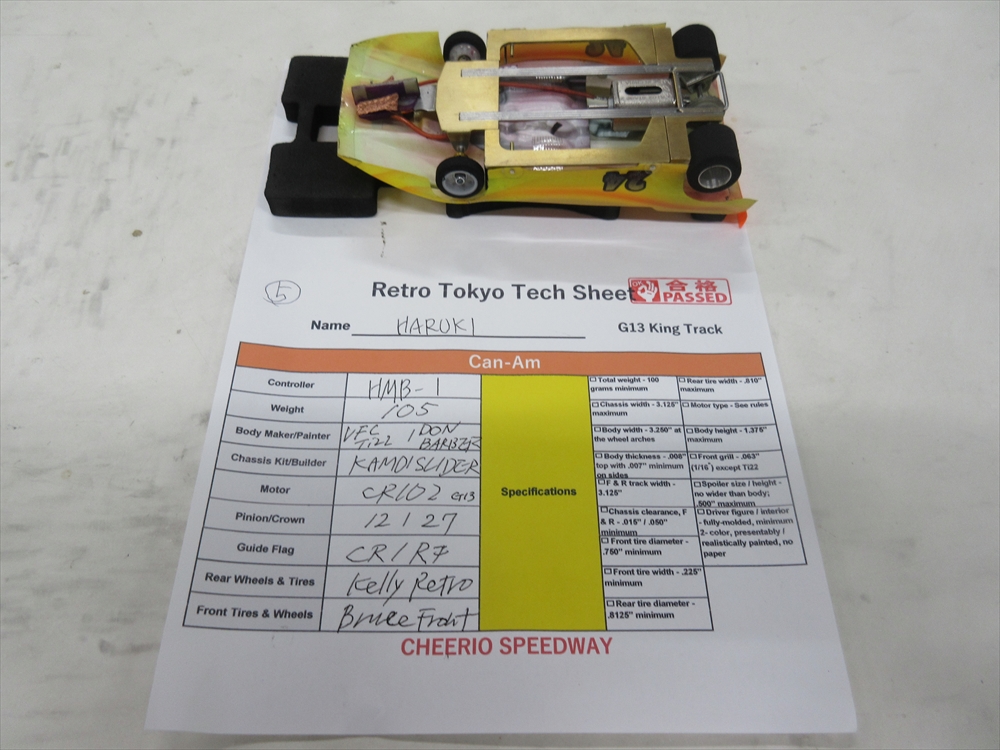 24
5
Retro Tokyo Tech Sheet
OK 合格
PASSED
Name HARUKI
G13 King Track
Can-Am
Controller HMB-1
Weight 105
Body Maker/Painter VFC Ti22 / DON BARBER
Chassis Kit/Builder KAMO/SLIDER
Motor CR102 G13
Pinion/Crown 12 / 27
Guide Flag CR/RF
Rear Wheels & Tires Kelly Retro
Front Tires & Wheels Bruce Front
Specifications
Total weight - 100 grams minimum
Rear tire width - .810" maximum
Chassis width - 3.125" maximum
Motor type - See rules
Body width - 3.250" at the wheel arches
Body height - 1.375" maximum
Body thickness - .008" top with .007" minimum on sides
Front grill - .063" (1/16") except Ti22
F & R track width - 3.125"
Spoiler size / height - no wider than body; .500" maximum
Chassis clearance, F & R - .015" / .050" minimum
Driver figure / interior - fully-molded, minimum 2- color, presentably / realistically painted, no paper
Front tire diameter - .750" minimum
Front tire width - .225" minimum
Rear tire diameter - .8125" minimum
CHEERIO SPEEDWAY